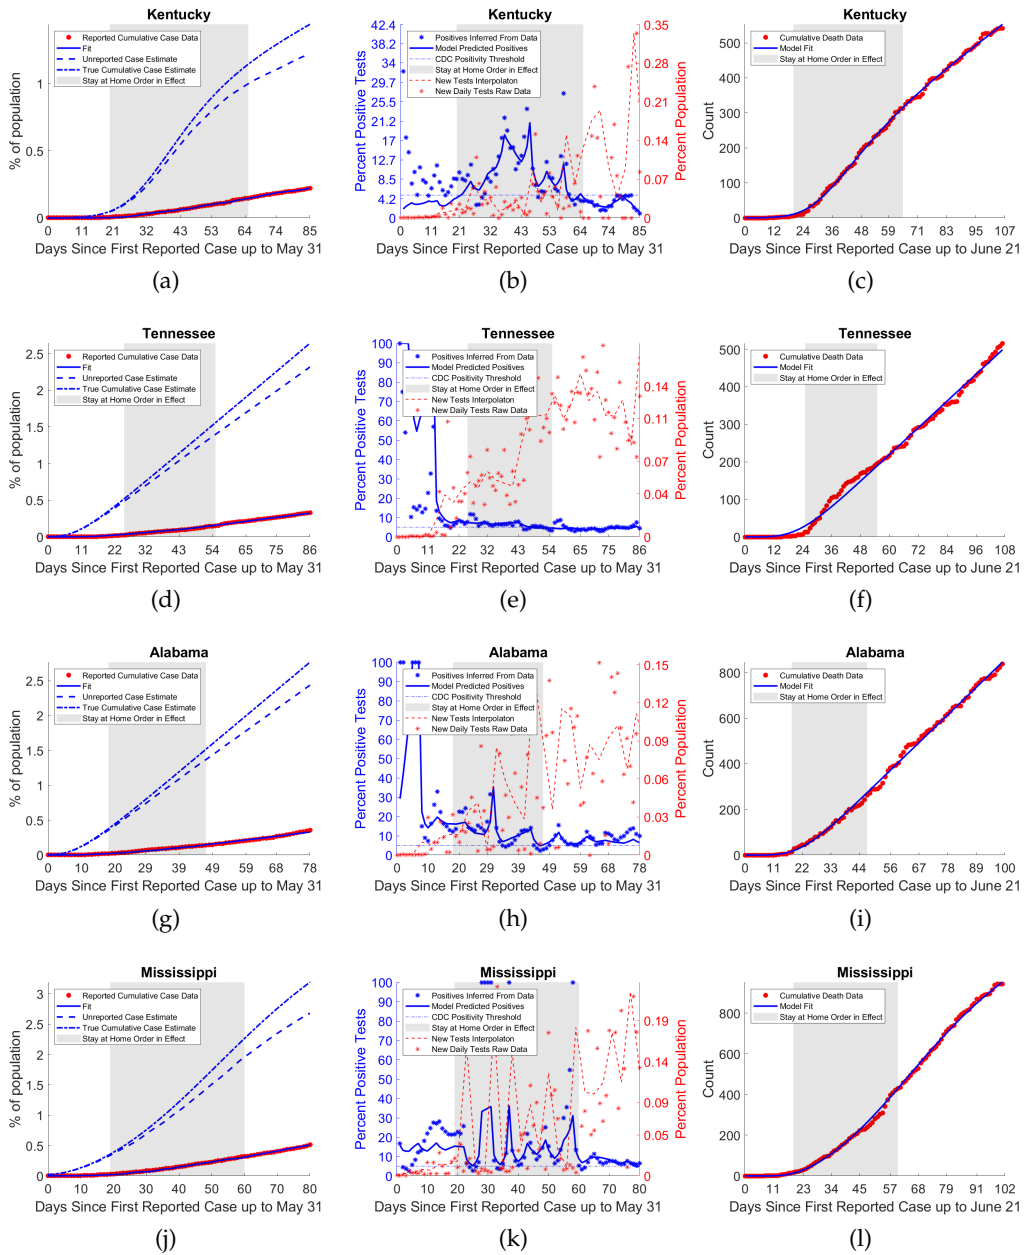 Kentucky
% of population
1
0.5
0
Reported Cumulative Case Data
Fit
Unreported Case Estimate
True Cumulative Case Estimate
Stay at Home Order in Effect
0 11 21 32 43 53 64 74 85
Days Since First Reported Case up to May 31
(a)
Kentucky
Percent Positive Tests
42.4
38.2
34
29.7
25.5
21.2
17
12.7
8.5
4.2
0
Positives Inferred From Data
Model Predicted Positives
CDC Positivity Threshold
Stay at Home Order in Effect
New Tests Interpolaton
New Daily Tests Raw Data
0.35
0.28
0.21
0.14
0.07
0
Percent Population
0 11 20 32 42 53 65 74 85
Days Since First Reported Case up to May 31
(b)
Kentucky
Count
500
400
300
200
100
0
Cumulative Death Data
Model Fit
Stay at Home Order in Effect
0 12 24 36 48 59 71 83 95 107
Days Since First Reported Case up to June 21
(c)
Tennessee
% of population
2.5
2
1.5
1
0.5
0
Reported Cumulative Case Data
Fit
Unreported Case Estimate
True Cumulative Case Estimate
Stay at Home Order in Effect
0 11 22 32 43 54 64 75 86
Days Since First Reported Case up to May 31
(d)
Tennessee
Percent Positive Tests
100
90
80
70
60
50
40
30
20
10
0
Positives Inferred From Data
Model Predicted Positives
CDC Positivity Threshold
Stay at Home Order in Effect
New Tests Interpolaton
New Daily Tests Raw Data
0.14
0.11
0.07
0.04
0
Percent Population
0 11 21 32 43 54 65 76 86
Days Since First Reported Case up to May 31
(e)
Tennessee
Count
500
400
300
200
100
0
Cumulative Death Data
Model Fit
Stay at Home Order in Effect
0 12 24 36 48 60 72 84 96 108
Days Since First Reported Case up to June 21
(f)
Alabama
% of population
2.5
2
1.5
1
0.5
0
Reported Cumulative Case Data
Fit
Unreported Case Estimate
True Cumulative Case Estimate
Stay at Home Order in Effect
0 10 20 29 39 49 59 68 78
Days Since First Reported Case up to May 31
(g)
Alabama
Percent Positive Tests
100
90
80
70
60
50
40
30
20
10
0
Positives Inferred From Data
Model Predicted Positives
CDC Positivity Threshold
Stay at Home Order in Effect
New Tests Interpolaton
New Daily Tests Raw Data
0.15
0.12
0.09
0.06
0.03
0
Percent Population
0 10 19 29 39 49 58 68 78
Days Since First Reported Case up to May 31
(h)
Alabama
Count
800
600
400
200
0
Cumulative Death Data
Model Fit
Stay at Home Order in Effect
0 11 22 33 44 56 67 78 89 100
Days Since First Reported Case up to June 21
(i)
Mississippi
% of population
3
2.5
2
1.5
1
0.5
0
Reported Cumulative Case Data
Fit
Unreported Case Estimate
True Cumulative Case Estimate
Stay at Home Order in Effect
0 10 20 30 40 50 60 70 80
Days Since First Reported Case up to May 31
(j)
Mississippi
Percent Positive Tests
100
90
80
70
60
50
40
30
20
10
0
Positives Inferred From Data
Model Predicted Positives
CDC Positivity Threshold
Stay at Home Order in Effect
New Tests Interpolaton
New Daily Tests Raw Data
0.19
0.14
0.09
0.05
0
Percent Population
0 10 20 30 40 50 60 70 80
Days Since First Reported Case up to May 31
(k)
Mississippi
Count
800
600
400
200
0
Cumulative Death Data
Model Fit
Stay at Home Order in Effect
0 11 23 34 45 57 68 79 91 102
Days Since First Reported Case up to June 21
(l)